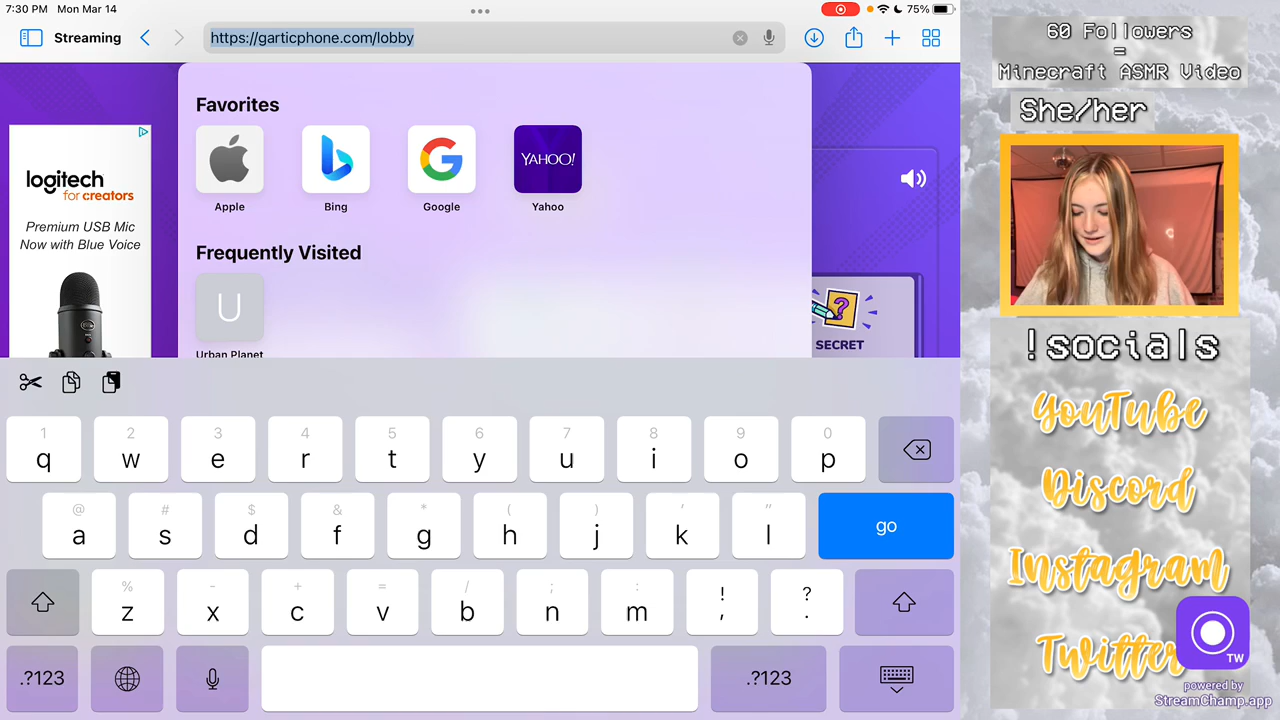 7:30 PM Mon Mar 14
75%
Streaming
https://garticphone.com/lobby
Favorites
YAHOO!
Apple
Bing
Google
Yahoo
Frequently Visited
U
Urban Planet
logitech
for creators
Premium USB Mic
Now with Blue Voice
SECRET
1 2 3 4 5 6 7 8 9 0
q w e r t y u i o p
@ # $ & * ( ) ' "
a s d f g h j k l go
% - + = / ; : ! ?
z x c v b n m , .
.?123 .?123
60 Followers
=
Minecraft ASMR Video
She/her
!socials
YouTube
Discord
Instagram
Twitter
TW
powered by
StreamChamp.app